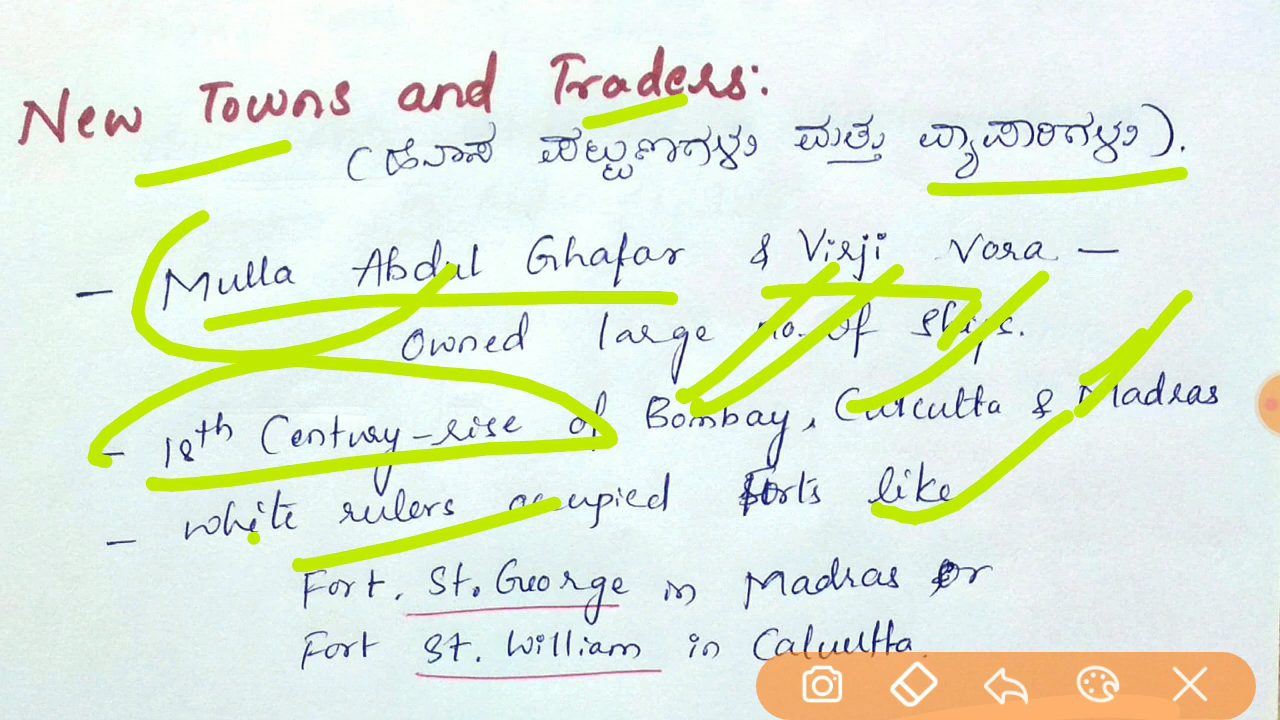 New Towns and Traders:
(ಹೊಸ ಪಟ್ಟಣಗಳು ಮತ್ತು ವ್ಯಾಪಾರಿಗಳು).
- Mulla Abdul Ghafar & Virji Vora -
owned large no. of ships.
- 18th Century-rise of Bombay, Culcutta & Madras
- white rulers occupied forts like
Fort. St. George in Madras or
Fort St. William in Calcutta.